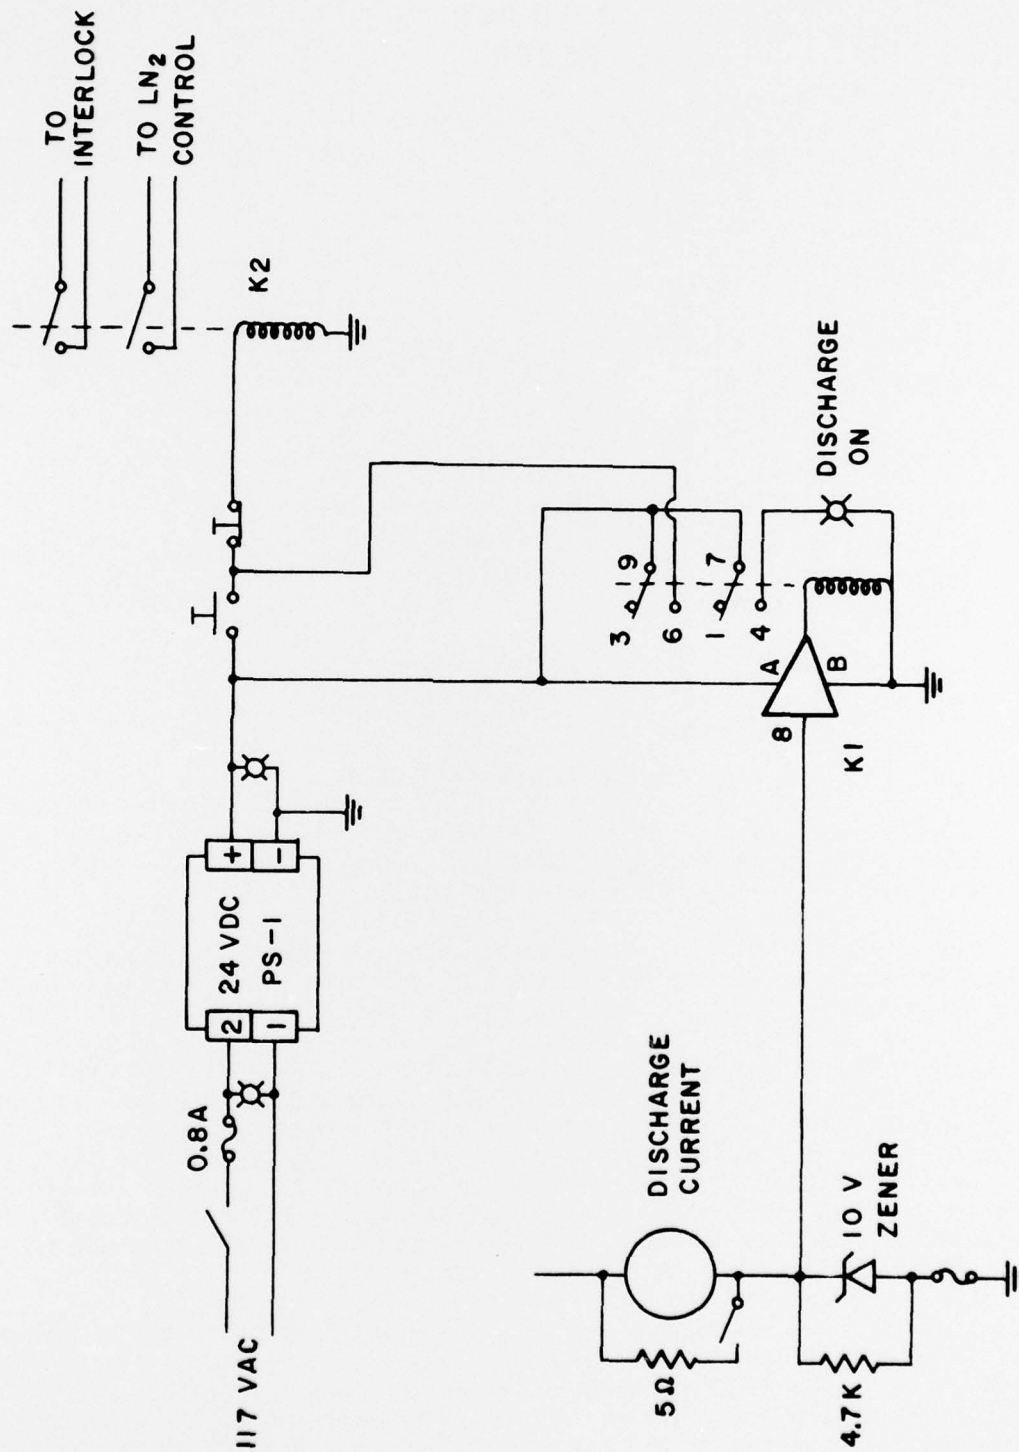 TO
INTERLOCK
TO LN₂
CONTROL
K2
117 VAC
0.8A
2
1
24 VDC
PS-1
+
-
3
9
6
1
7
4
A
B
8
K1
DISCHARGE
ON
DISCHARGE
CURRENT
5Ω
4.7K
10 V
ZENER